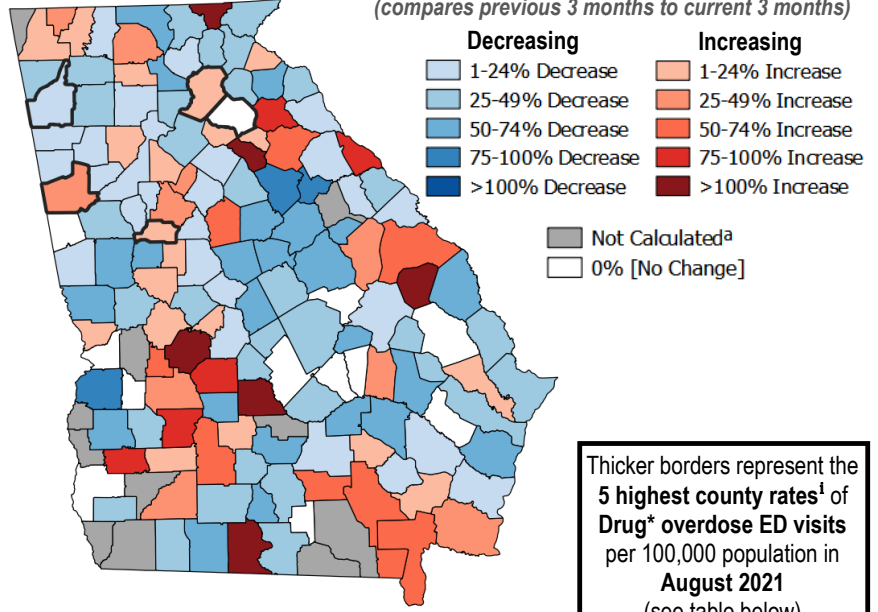 (compares previous 3 months to current 3 months)
Decreasing Increasing
1-24% Decrease 1-24% Increase
25-49% Decrease 25-49% Increase
50-74% Decrease 50-74% Increase
75-100% Decrease 75-100% Increase
>100% Decrease >100% Increase
Not Calculatedª
0% [No Change]
Thicker borders represent the
5 highest county ratesⁱ of
Drug* overdose ED visits
per 100,000 population in
August 2021
(see table below)